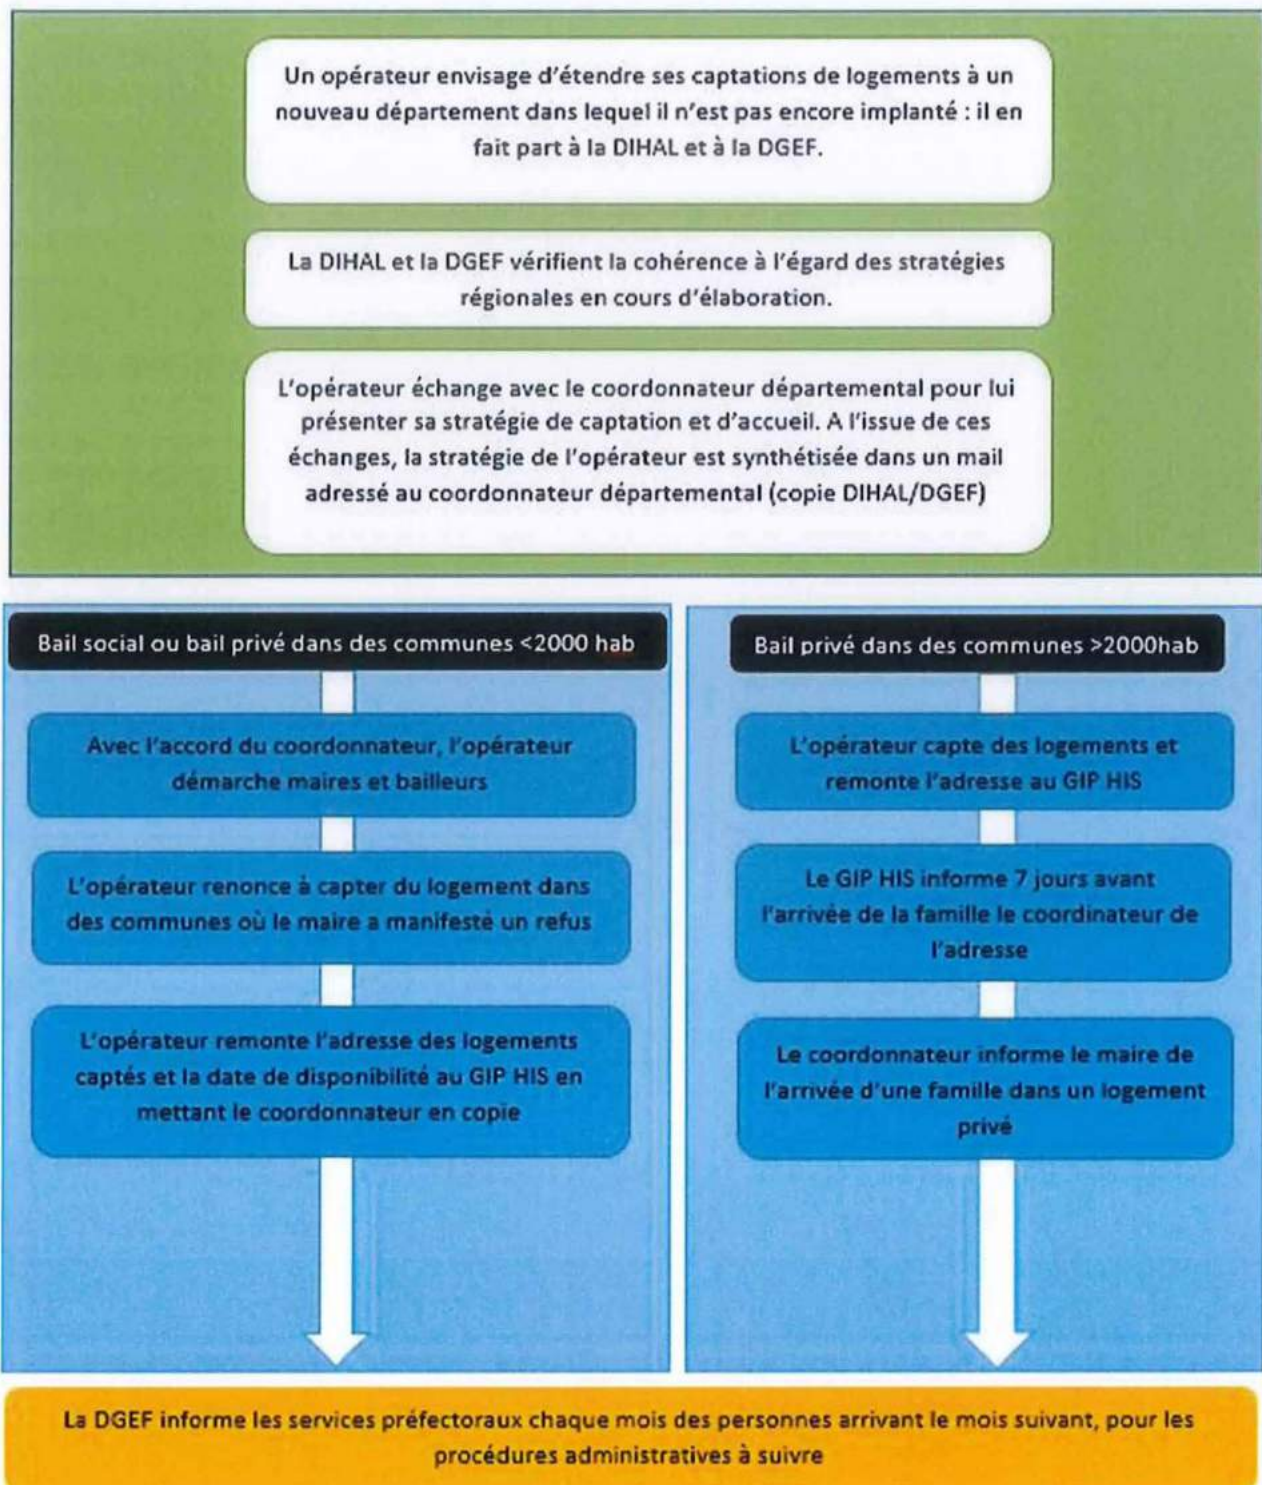 Un opérateur envisage d'étendre ses captations de logements à un
nouveau département dans lequel il n'est pas encore implanté : il en
fait part à la DIHAL et à la DGEF.
La DIHAL et la DGEF vérifient la cohérence à l'égard des stratégies
régionales en cours d'élaboration.
L'opérateur échange avec le coordonnateur départemental pour lui
présenter sa stratégie de captation et d'accueil. A l'issue de ces
échanges, la stratégie de l'opérateur est synthétisée dans un mail
adressé au coordonnateur départemental (copie DIHAL/DGEF)
Bail social ou bail privé dans des communes <2000 hab
Avec l'accord du coordonnateur, l'opérateur
démarche maires et bailleurs
L'opérateur renonce à capter du logement dans
des communes où le maire a manifesté un refus
L'opérateur remonte l'adresse des logements
captés et la date de disponibilité au GIP HIS en
mettant le coordonnateur en copie
Bail privé dans des communes >2000hab
L'opérateur capte des logements et
remonte l'adresse au GIP HIS
Le GIP HIS informe 7 jours avant
l'arrivée de la famille le coordinateur de
l'adresse
Le coordonnateur informe le maire de
l'arrivée d'une famille dans un logement
privé
La DGEF informe les services préfectoraux chaque mois des personnes arrivant le mois suivant, pour les
procédures administratives à suivre